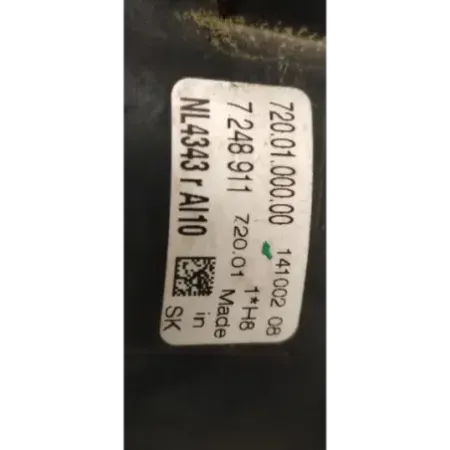 720.01.000.00 141002 08
7 248 911 720.01 1*H8
NL4343 r AI10 Made
in
SK